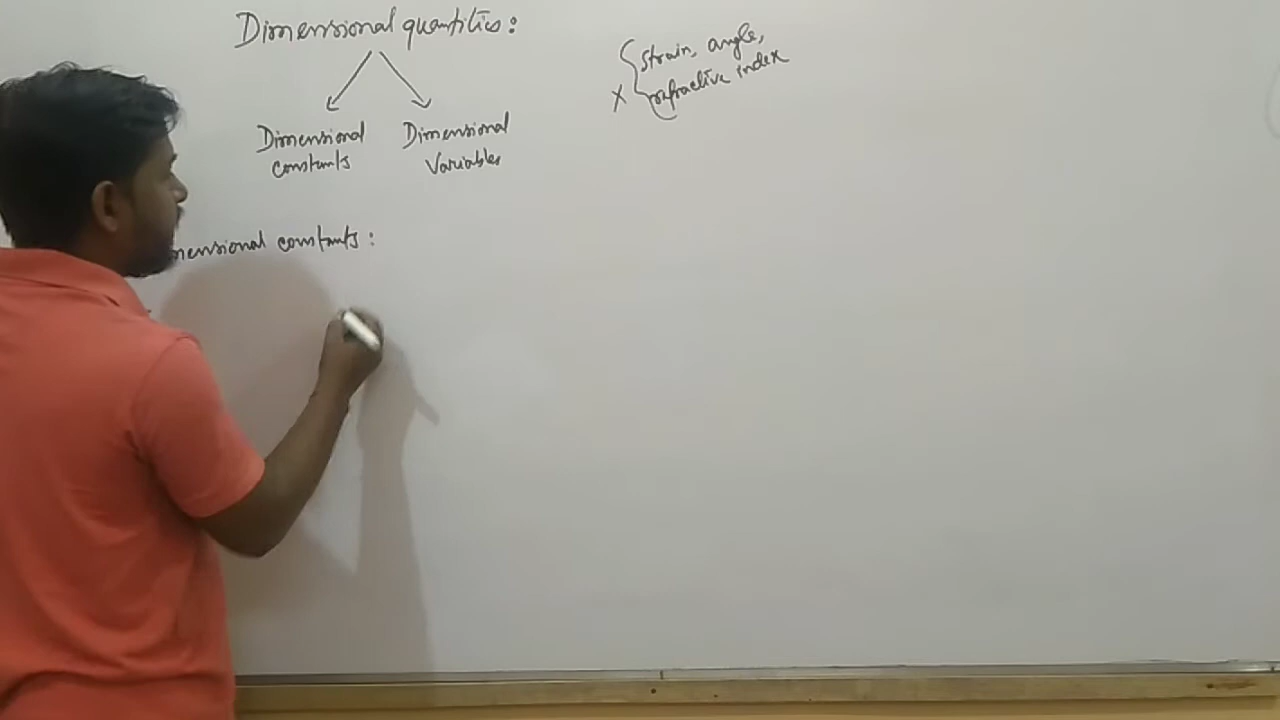 Dimensional quantities:
Dimensional
constants
Dimensional
Variables
mensional constants:
strain, angle,
X
refractive index